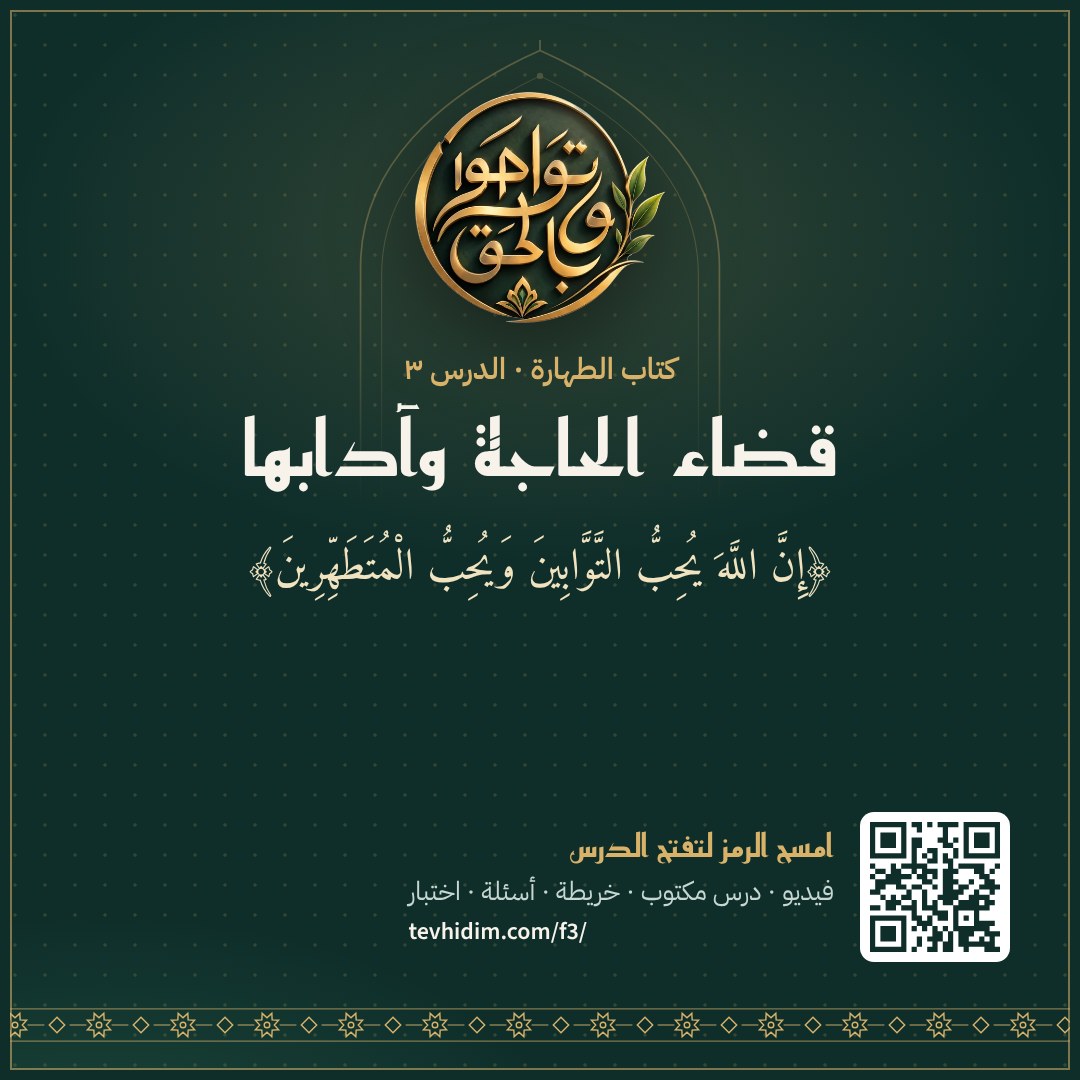 وتواصوا بالحق
كتاب الطهارة · الدرس ٣
قضاء الحاجة وآدابها
﴿إِنَّ اللَّهَ يُحِبُّ التَّوَّابِينَ وَيُحِبُّ الْمُتَطَهِّرِينَ﴾
امسح الرمز لتفتح الدرس
فيديو · درس مكتوب · خريطة · أسئلة · اختبار
tevhidim.com/f3/